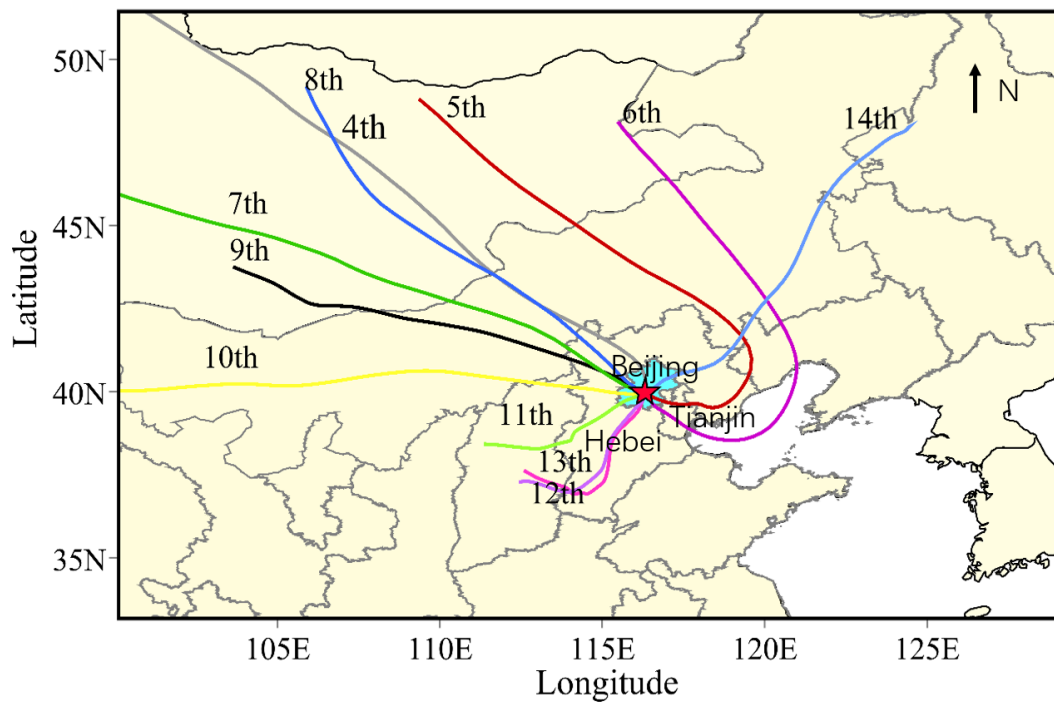 50N
8th
5th
6th
N
4th
14th
7th
45N
9th
Latitude
10th
Beijing
40N
11th
Tianjin
Hebei
13th
12th
35N
105E
110E
115E
120E
125E
Longitude